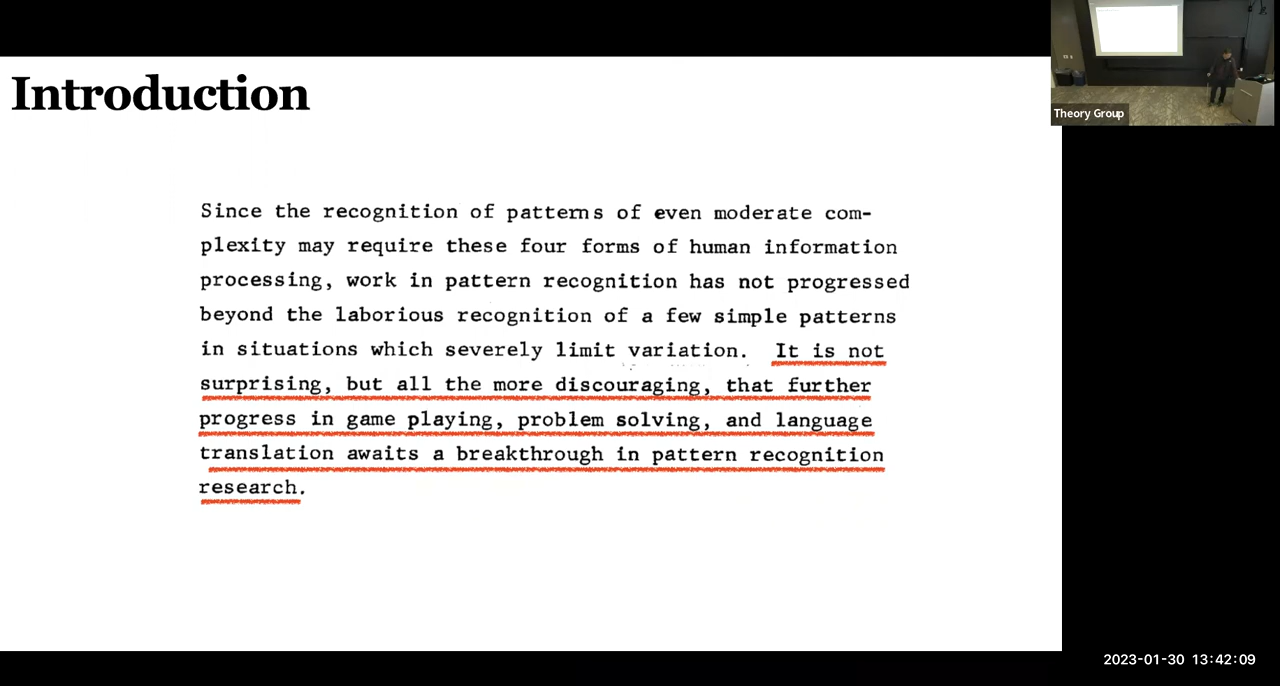 Introduction
Theory Group
Since the recognition of patterns of even moderate com-
plexity may require these four forms of human information
processing, work in pattern recognition has not progressed
beyond the laborious recognition of a few simple patterns
in situations which severely limit variation. It is not
surprising, but all the more discouraging, that further
progress in game playing, problem solving, and language
translation awaits a breakthrough in pattern recognition
research.
2023-01-30 13:42:09